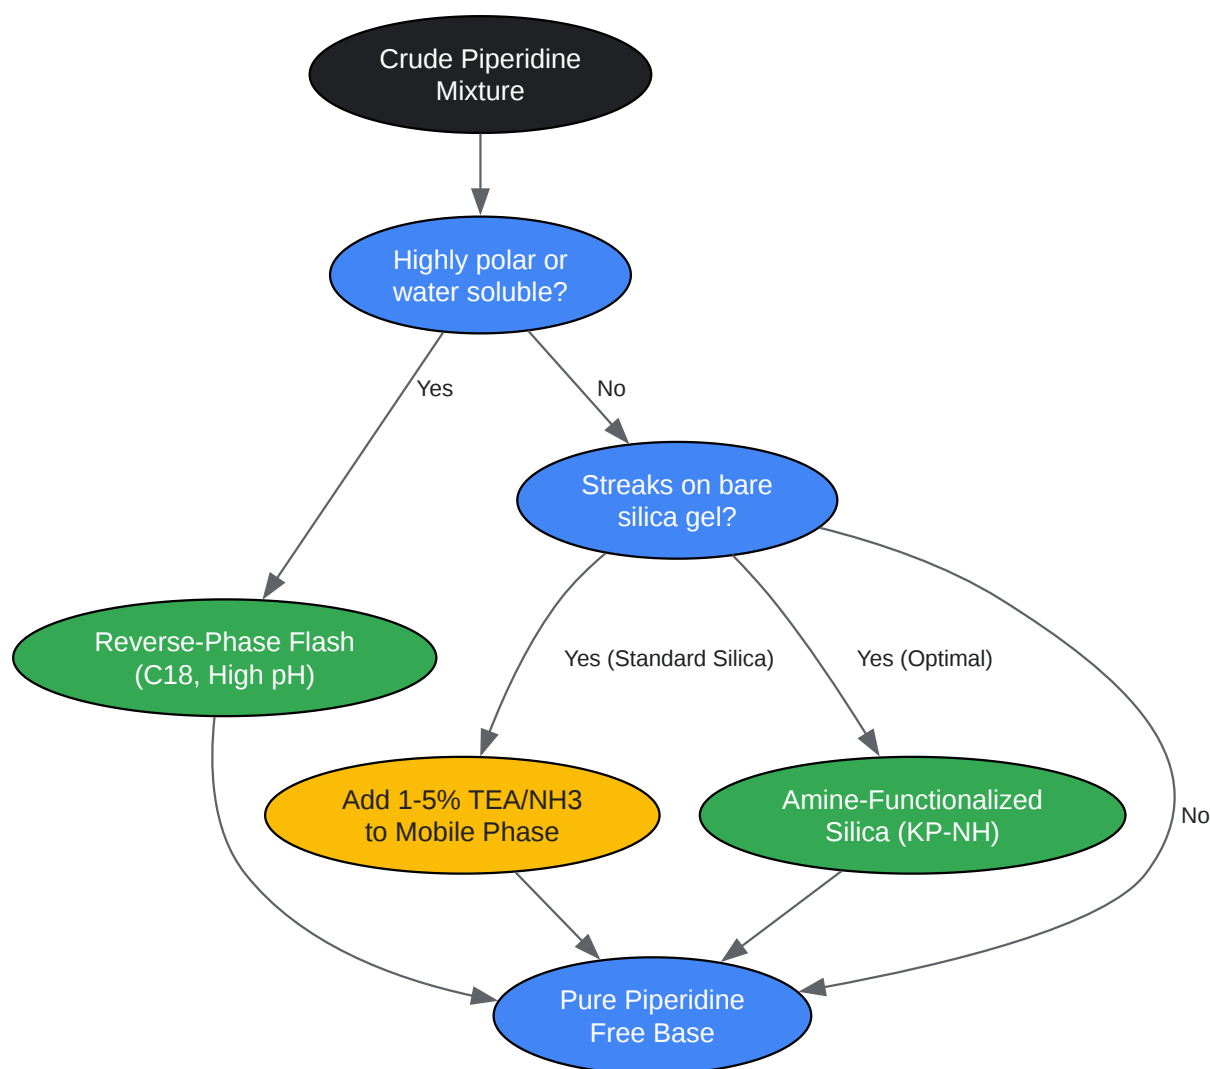 Crude Piperidine
Mixture
Highly polar or
water soluble?
Yes
No
Streaks on bare
silica gel?
Reverse-Phase Flash
(C18, High pH)
Yes (Standard Silica)
Yes (Optimal)
Add 1-5% TEA/NH3
to Mobile Phase
Amine-Functionalized
Silica (KP-NH)
No
Pure Piperidine
Free Base